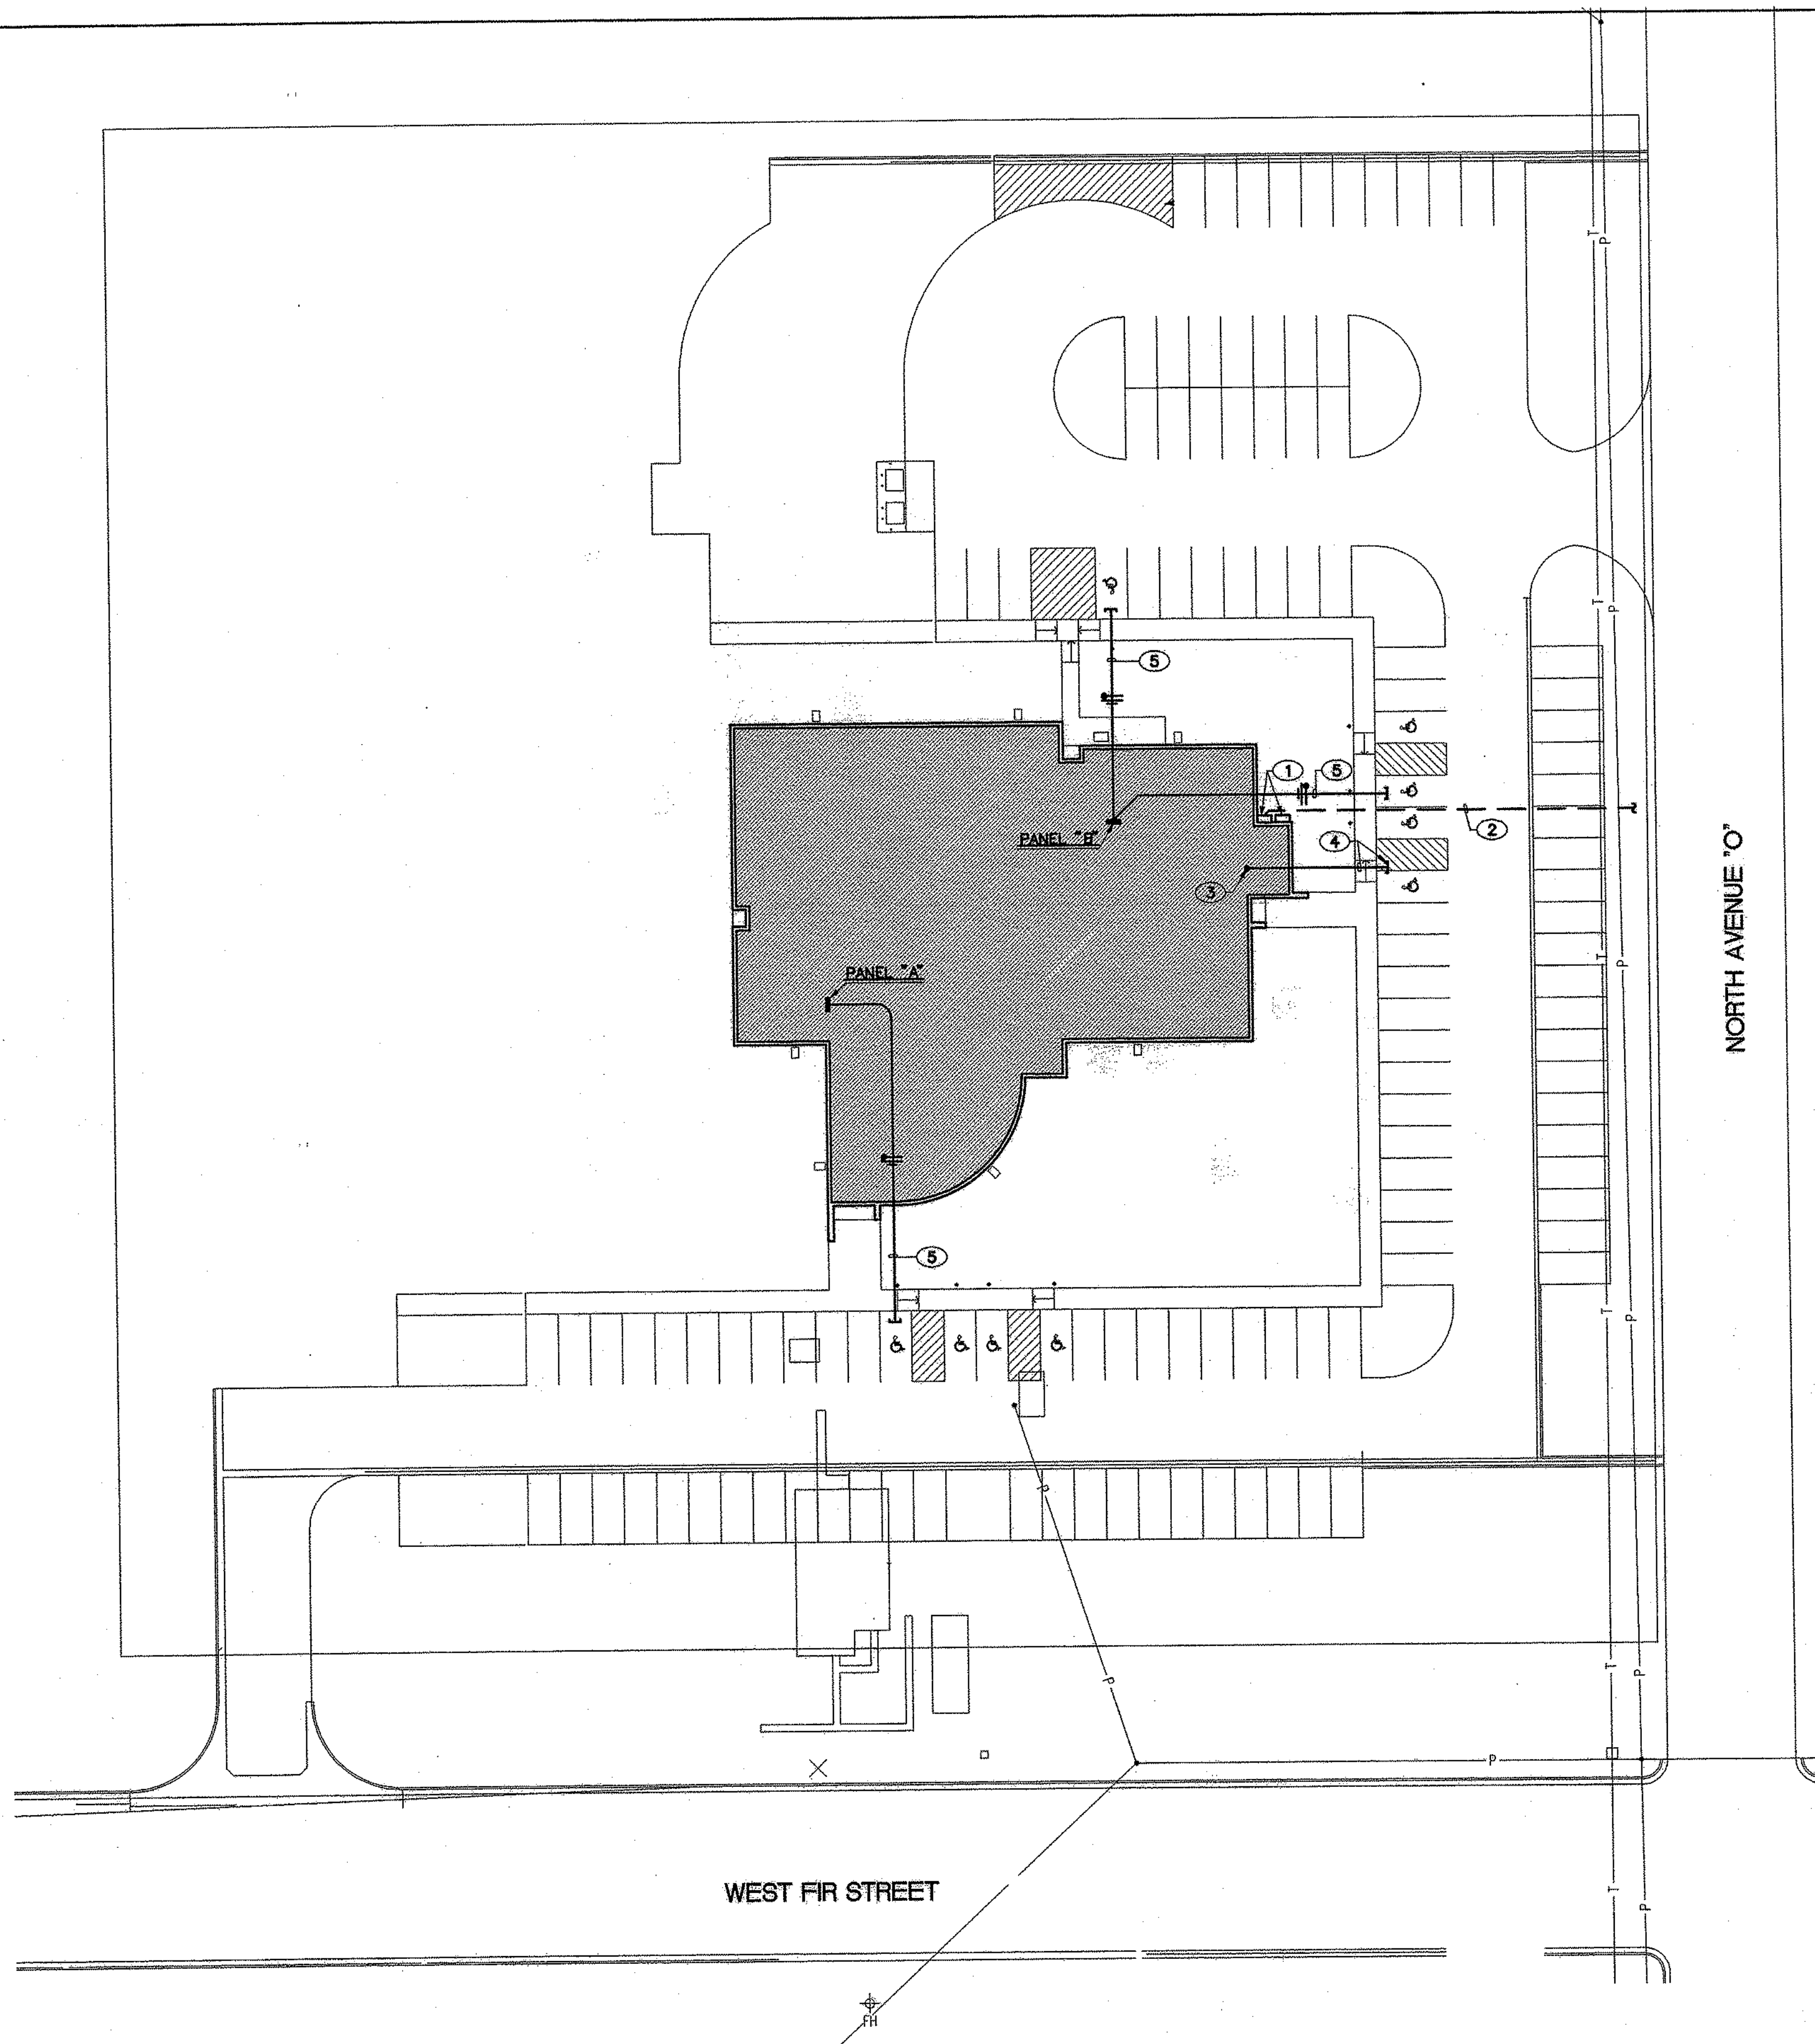 T
P
T
P
5
1
5
PANEL "B"
2
4
3
T
P
PANEL "A"
NORTH AVENUE "O"
5
T
P
P
P
T
P
P
WEST FIR STREET
T
P
FH